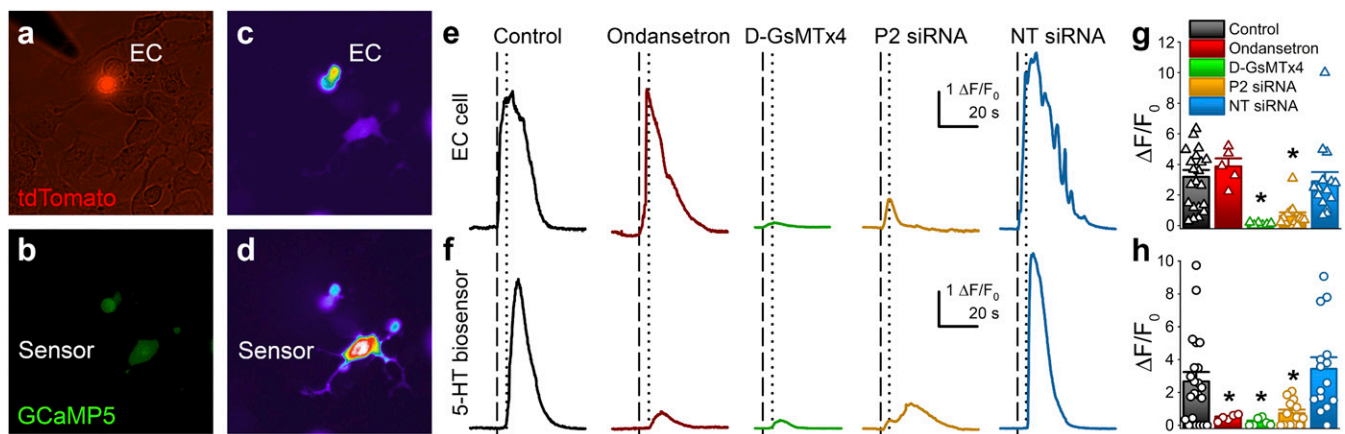 a
EC
tdTomato
b
Sensor
GCaMP5
c
EC
d
Sensor
e
Control
Ondansetron
D-GsMTx4
P2 siRNA
NT siRNA
EC cell
1 ΔF/F0
20 s
f
5-HT biosensor
1 ΔF/F0
20 s
g
Control
Ondansetron
D-GsMTx4
P2 siRNA
NT siRNA
ΔF/F0
12
10
8
6
4
2
0
*
*
h
ΔF/F0
10
8
6
4
2
0
*
*
*